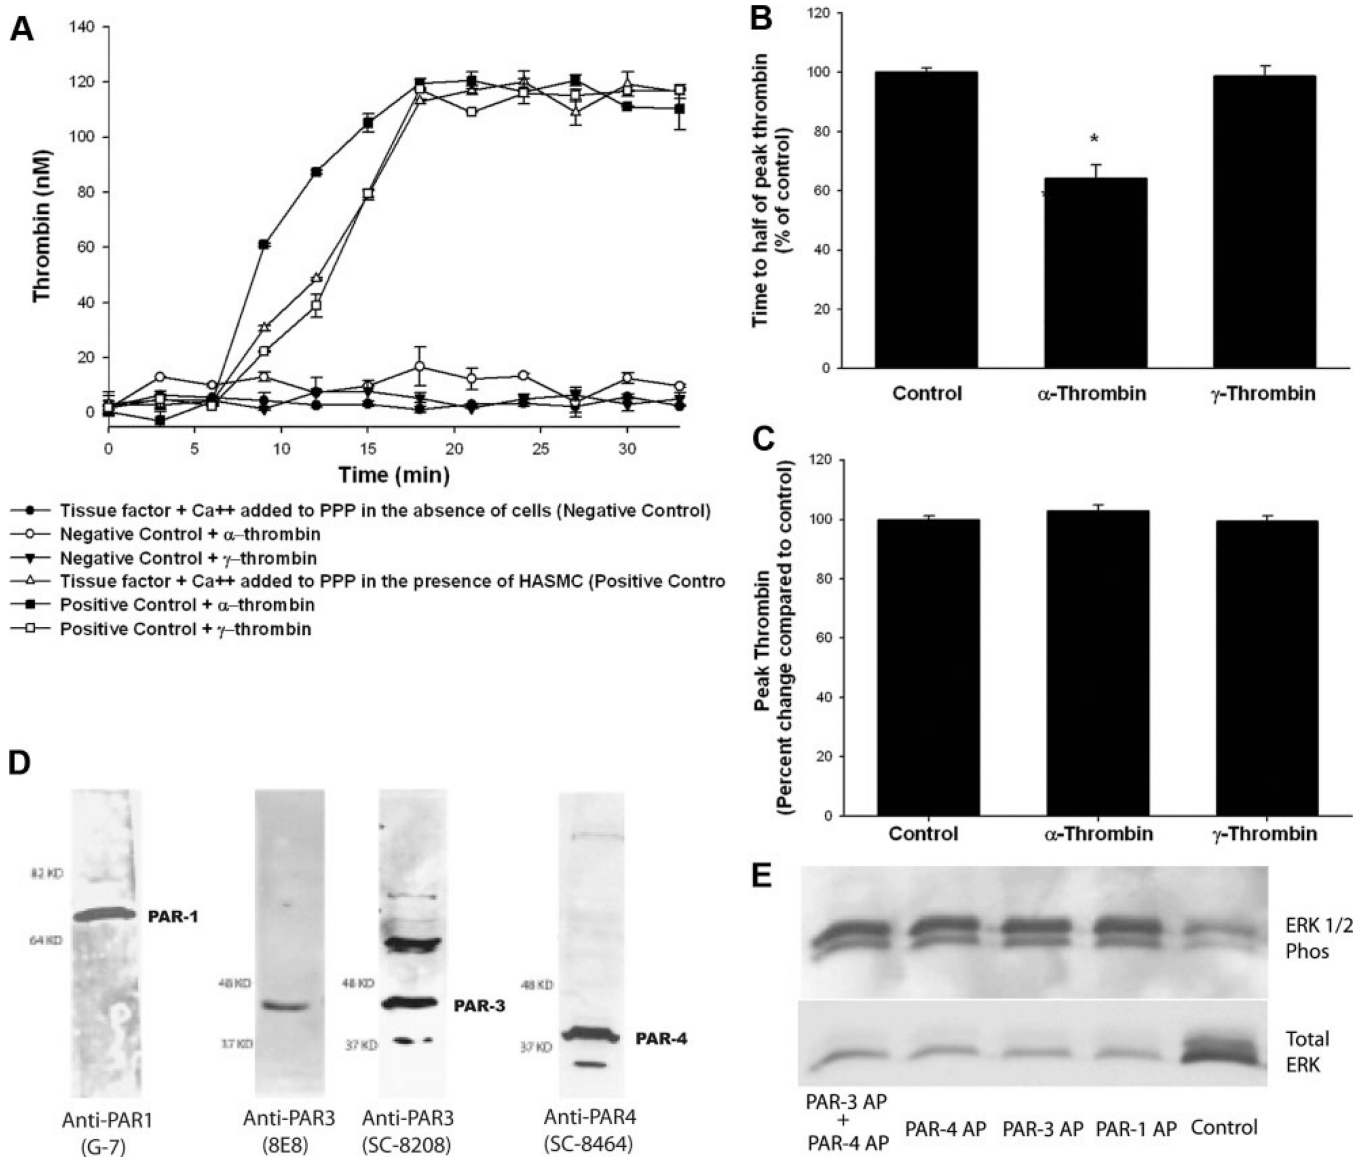 A
140
120
100
80
60
40
20
0
Thrombin (nM)
0 5 10 15 20 25 30
Time (min)
Tissue factor + Ca++ added to PPP in the absence of cells (Negative Control)
Negative Control + α–thrombin
Negative Control + γ–thrombin
Tissue factor + Ca++ added to PPP in the presence of HASMC (Positive Contro
Positive Control + α–thrombin
Positive Control + γ–thrombin
B
120
100
80
60
40
20
0
Time to half of peak thrombin
(% of control)
*
Control α-Thrombin γ-Thrombin
C
120
100
80
60
40
20
0
Peak Thrombin
(Percent change compared to control)
Control α-Thrombin γ-Thrombin
D
82 KD
64 KD
PAR-1
Anti-PAR1
(G-7)
48 KD
37 KD
Anti-PAR3
(8E8)
48 KD
37 KD
PAR-3
Anti-PAR3
(SC-8208)
48 KD
37 KD
PAR-4
Anti-PAR4
(SC-8464)
E
ERK 1/2
Phos
Total
ERK
PAR-3 AP
+
PAR-4 AP
PAR-4 AP
PAR-3 AP
PAR-1 AP
Control